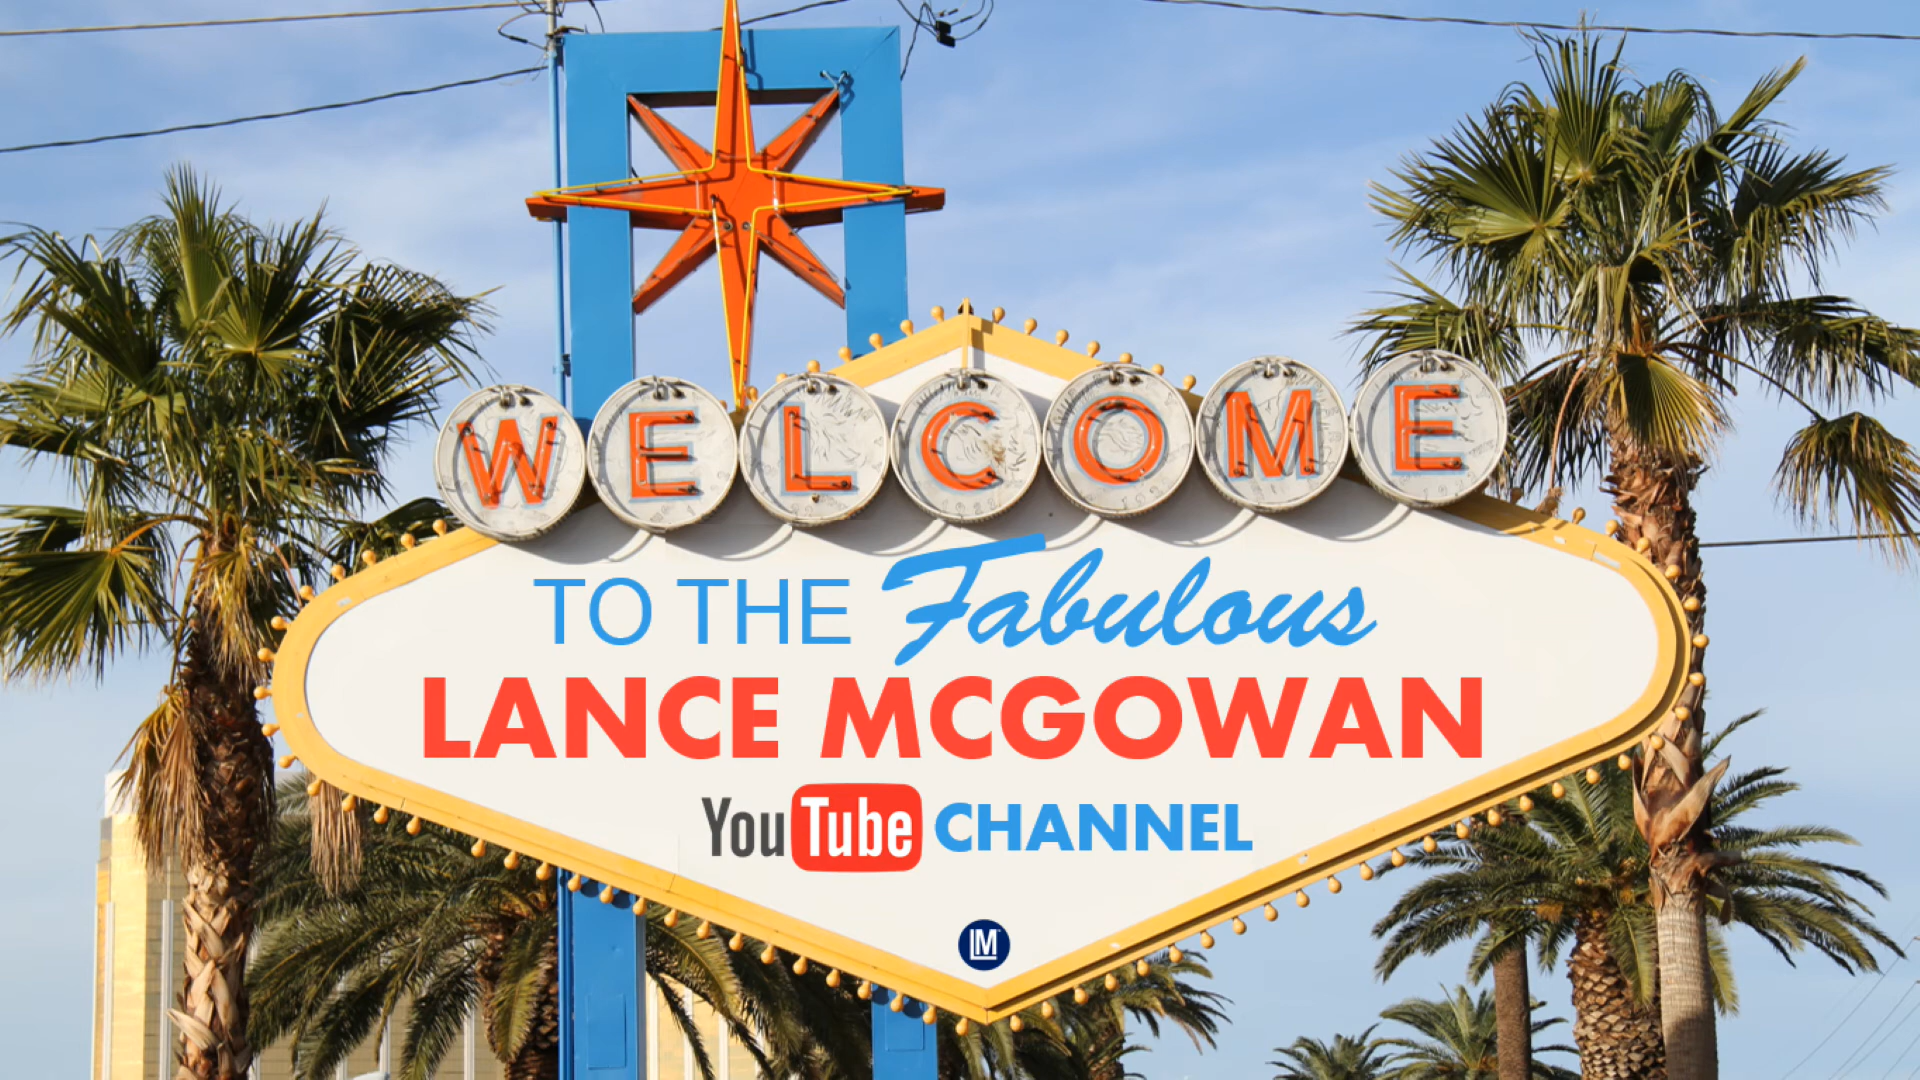 WELCOME
TO THE Fabulous
LANCE MCGOWAN
YouTube CHANNEL
LM